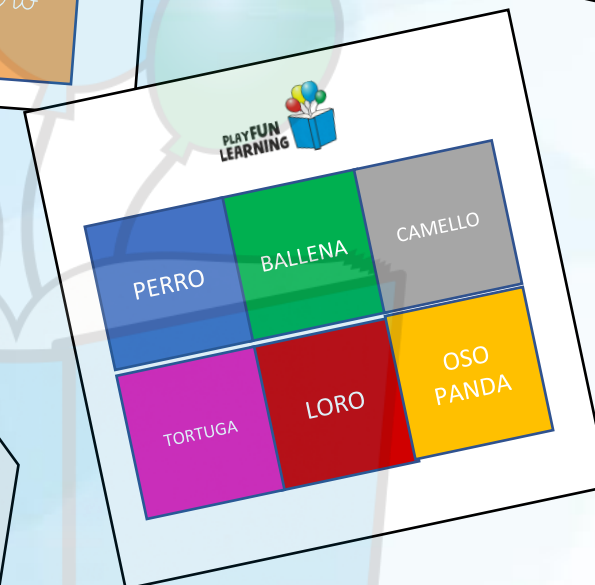 PLAY FUN
LEARNING
PERRO
BALLENA
CAMELLO
TORTUGA
LORO
OSO
PANDA